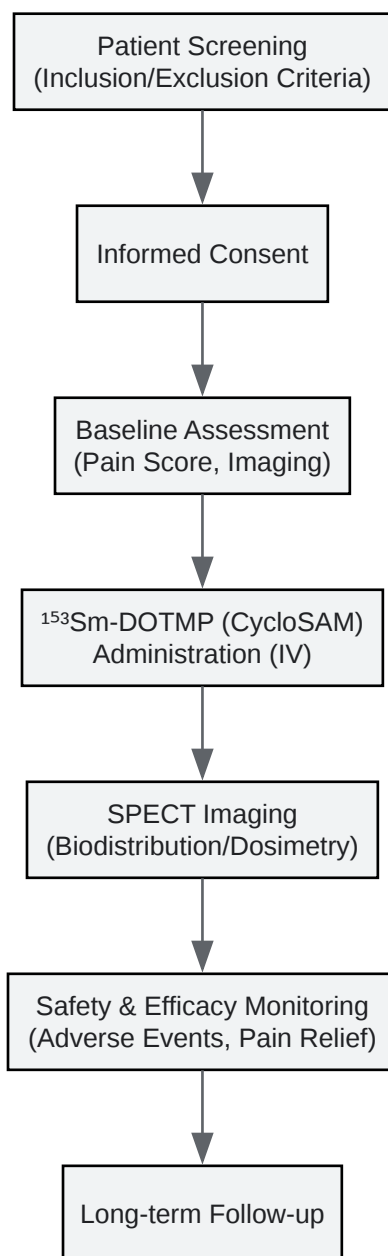 Patient Screening
(Inclusion/Exclusion Criteria)
Informed Consent
Baseline Assessment
(Pain Score, Imaging)
¹⁵³Sm-DOTMP (CycloSAM)
Administration (IV)
SPECT Imaging
(Biodistribution/Dosimetry)
Safety & Efficacy Monitoring
(Adverse Events, Pain Relief)
Long-term Follow-up